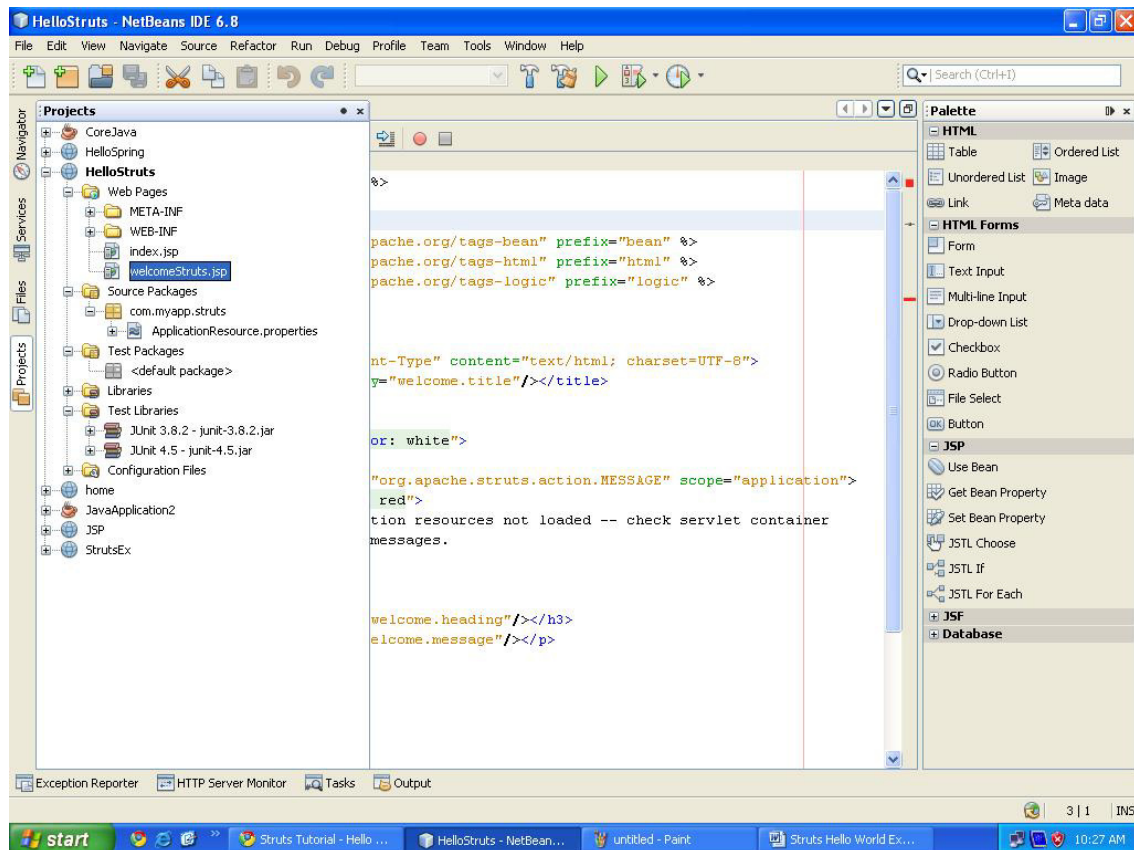 HelloStruts - NetBeans IDE 6.8
File Edit View Navigate Source Refactor Run Debug Profile Team Tools Window Help
Search (Ctrl+I)
Navigator
Services
Files
Projects
Projects
CoreJava
HelloSpring
HelloStruts
Web Pages
META-INF
WEB-INF
index.jsp
welcomeStruts.jsp
Source Packages
com.myapp.struts
ApplicationResource.properties
Test Packages
<default package>
Libraries
Test Libraries
JUnit 3.8.2 - junit-3.8.2.jar
JUnit 4.5 - junit-4.5.jar
Configuration Files
home
JavaApplication2
JSP
StrutsEx
%>
pache.org/tags-bean" prefix="bean" %>
pache.org/tags-html" prefix="html" %>
pache.org/tags-logic" prefix="logic" %>
nt-Type" content="text/html; charset=UTF-8">
y="welcome.title"/></title>
or: white">
"org.apache.struts.action.MESSAGE" scope="application">
red">
tion resources not loaded -- check servlet container
messages.
welcome.heading"/></h3>
elcome.message"/></p>
Palette
HTML
Table Ordered List
Unordered List Image
Link Meta data
HTML Forms
Form
Text Input
Multi-line Input
Drop-down List
Checkbox
Radio Button
File Select
OK Button
JSP
Use Bean
Get Bean Property
Set Bean Property
JSTL Choose
JSTL If
JSTL For Each
JSF
Database
Exception Reporter HTTP Server Monitor Tasks Output
3 | 1 INS
start Struts Tutorial - Hello ... HelloStruts - NetBean... untitled - Paint Struts Hello World Ex... 10:27 AM